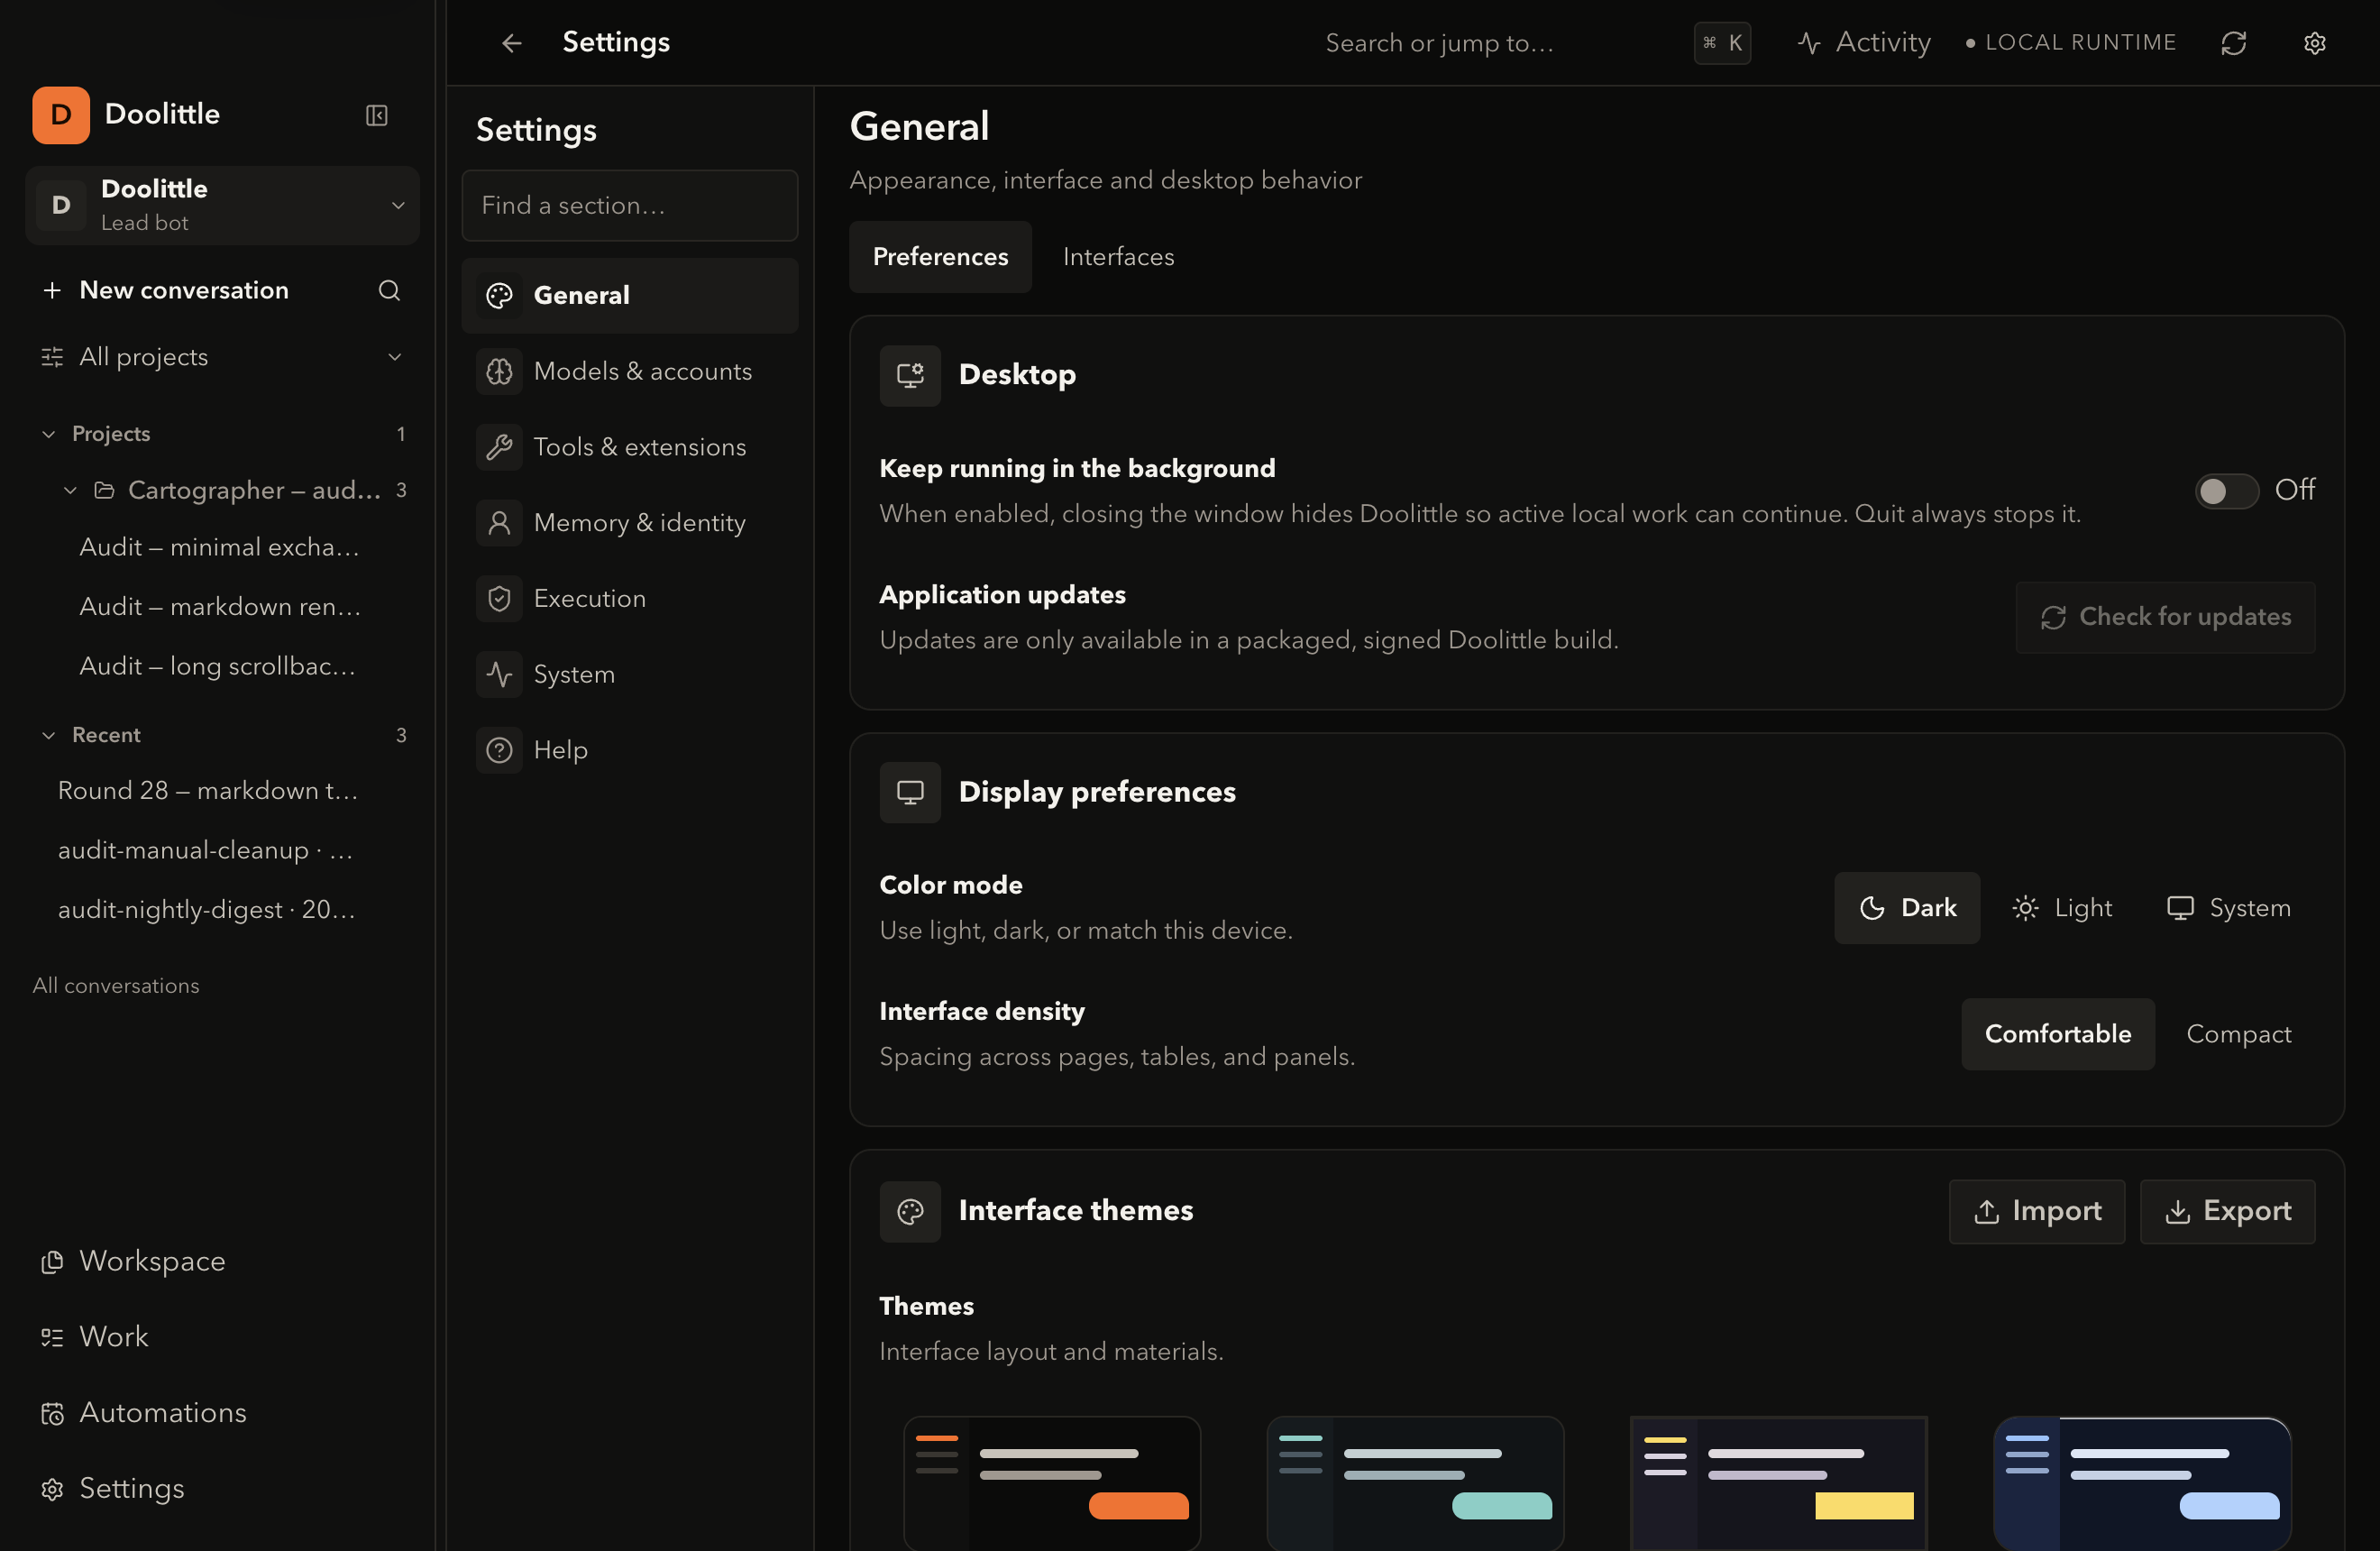 Settings
Search or jump to…
⌘ K
Activity
LOCAL RUNTIME
D
Doolittle
D
Doolittle
Lead bot
New conversation
All projects
Projects
1
Cartographer – aud…
3
Audit – minimal excha…
Audit – markdown ren…
Audit – long scrollbac…
Recent
3
Round 28 – markdown t…
audit-manual-cleanup · …
audit-nightly-digest · 20…
All conversations
Workspace
Work
Automations
Settings
Settings
Find a section…
General
Models & accounts
Tools & extensions
Memory & identity
Execution
System
Help
General
Appearance, interface and desktop behavior
Preferences
Interfaces
Desktop
Keep running in the background
When enabled, closing the window hides Doolittle so active local work can continue. Quit always stops it.
Off
Application updates
Updates are only available in a packaged, signed Doolittle build.
Check for updates
Display preferences
Color mode
Use light, dark, or match this device.
Dark
Light
System
Interface density
Spacing across pages, tables, and panels.
Comfortable
Compact
Interface themes
Import
Export
Themes
Interface layout and materials.